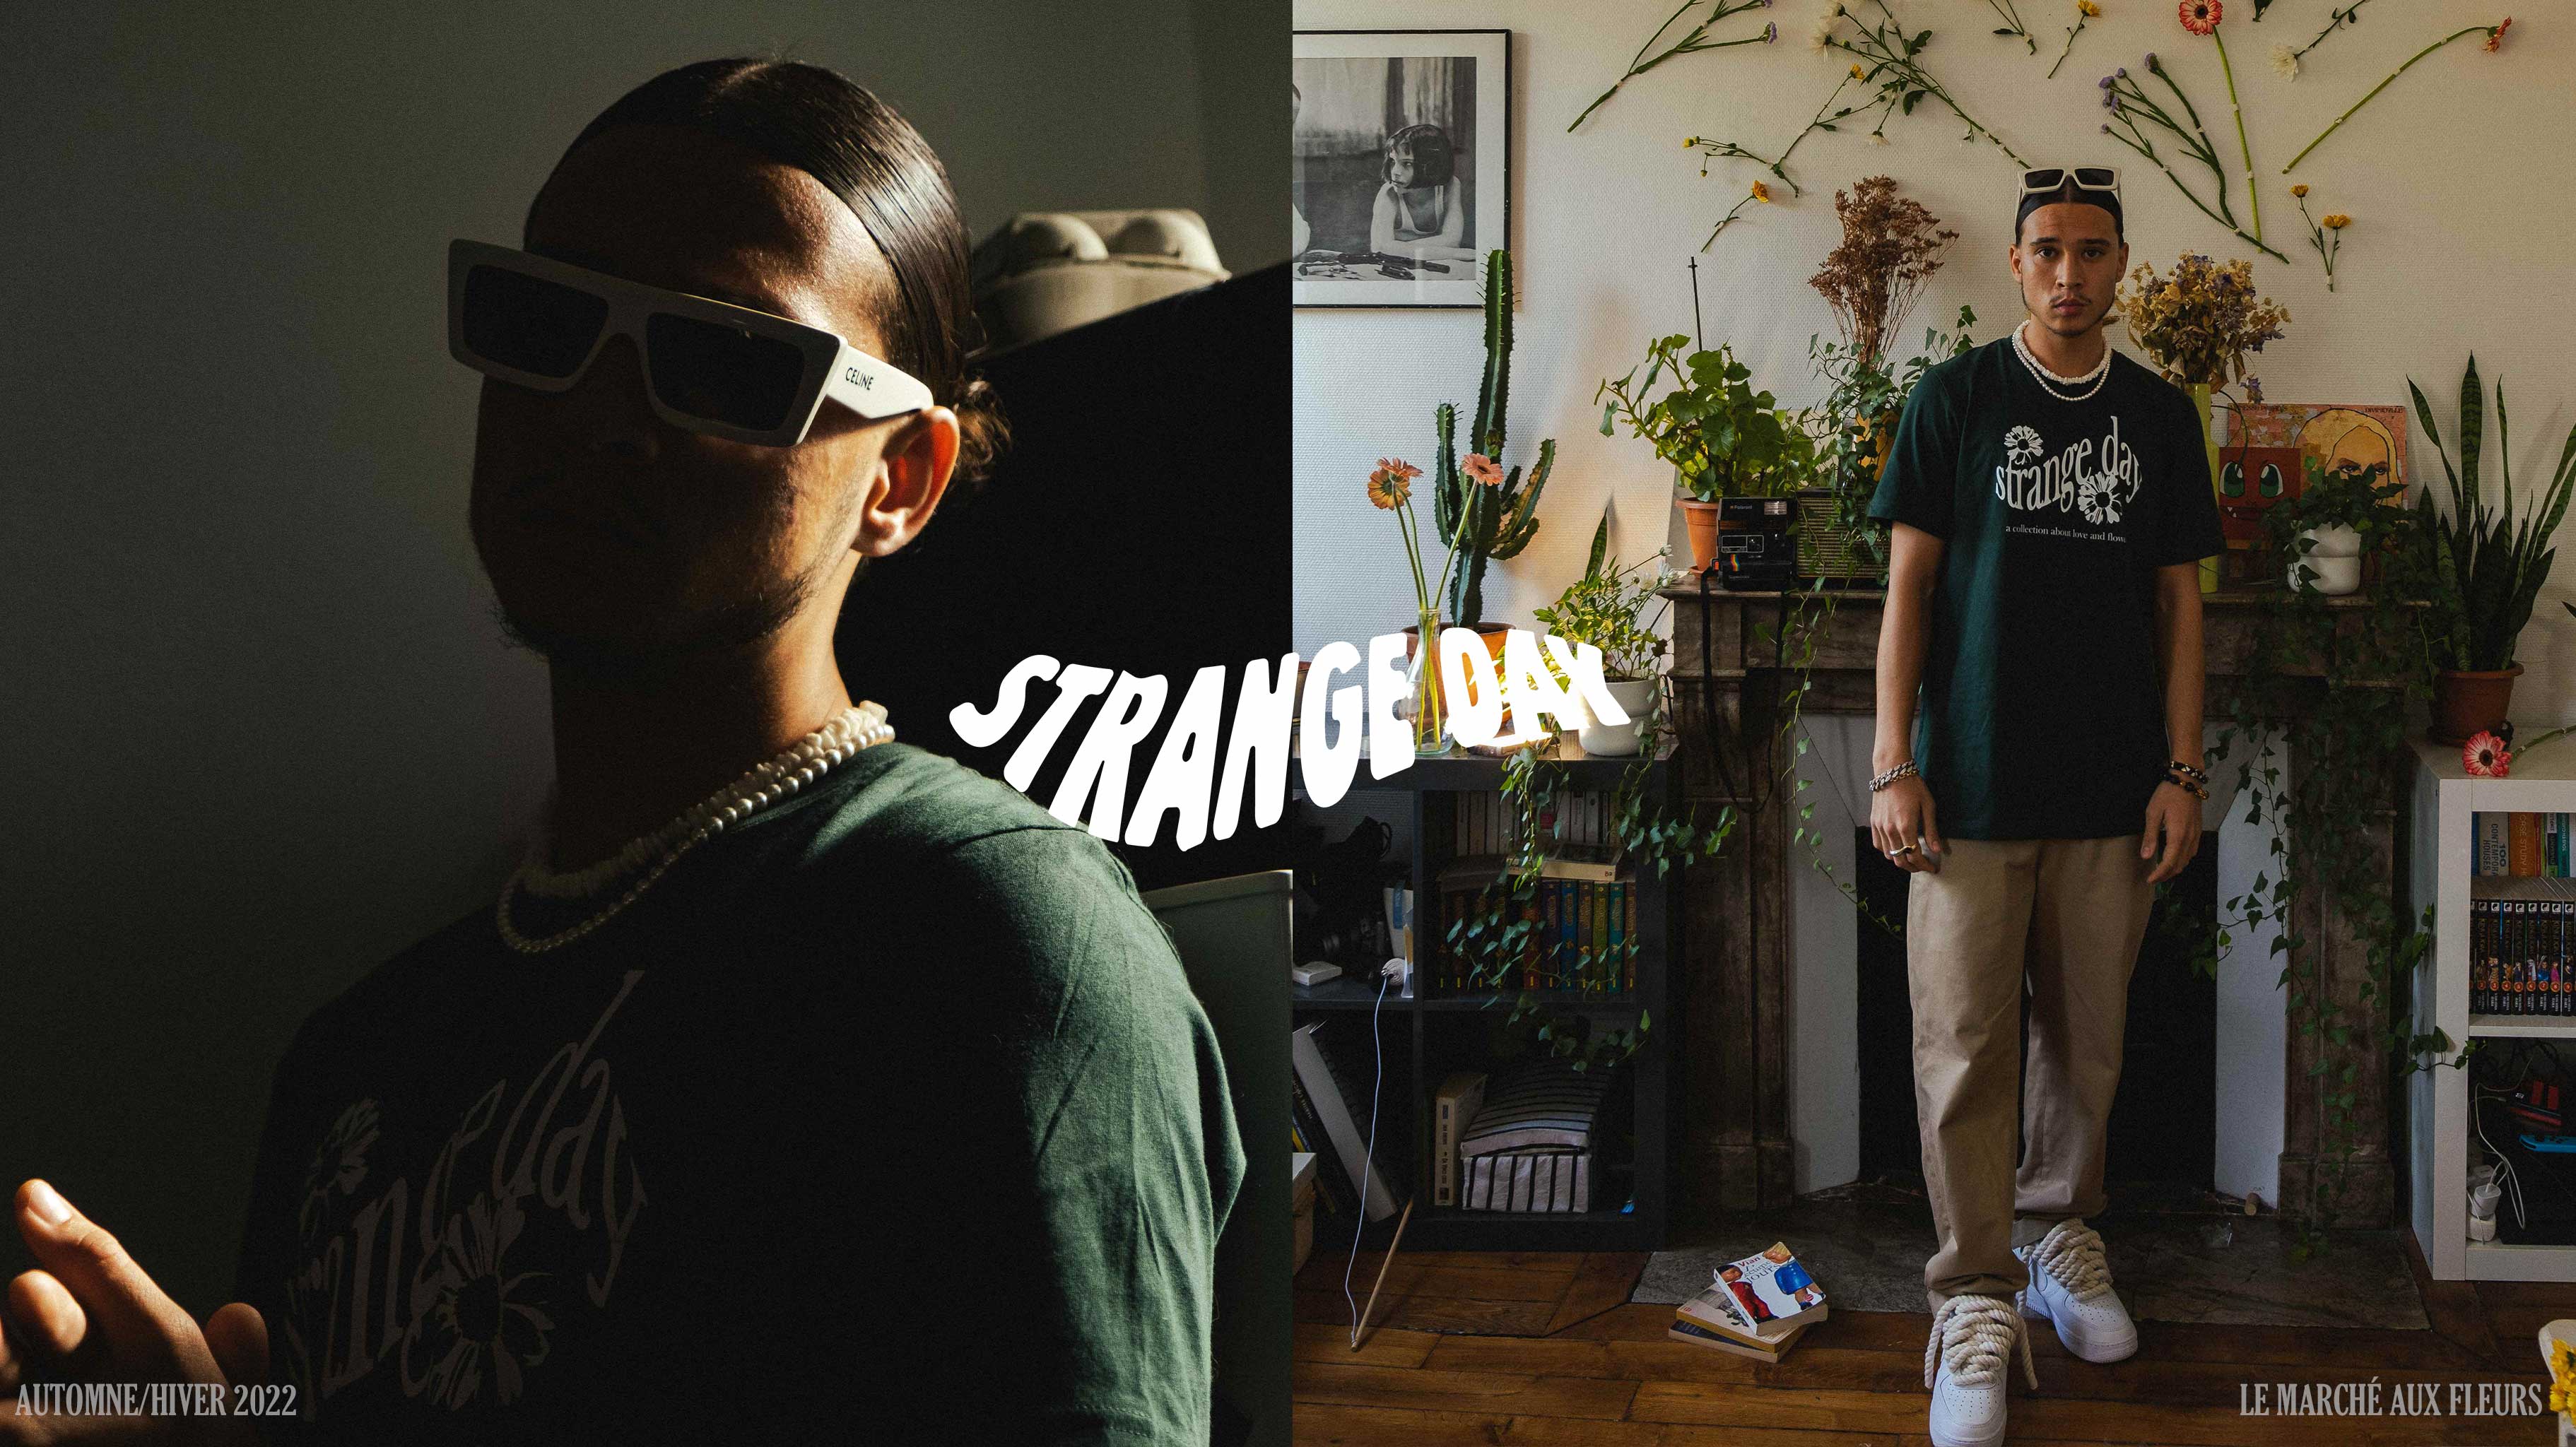 CELINE
strange day
STRANGE DAY
strange day
a collection about love and flow
AUTOMNE/HIVER 2022
LE MARCHÉ AUX FLEURS